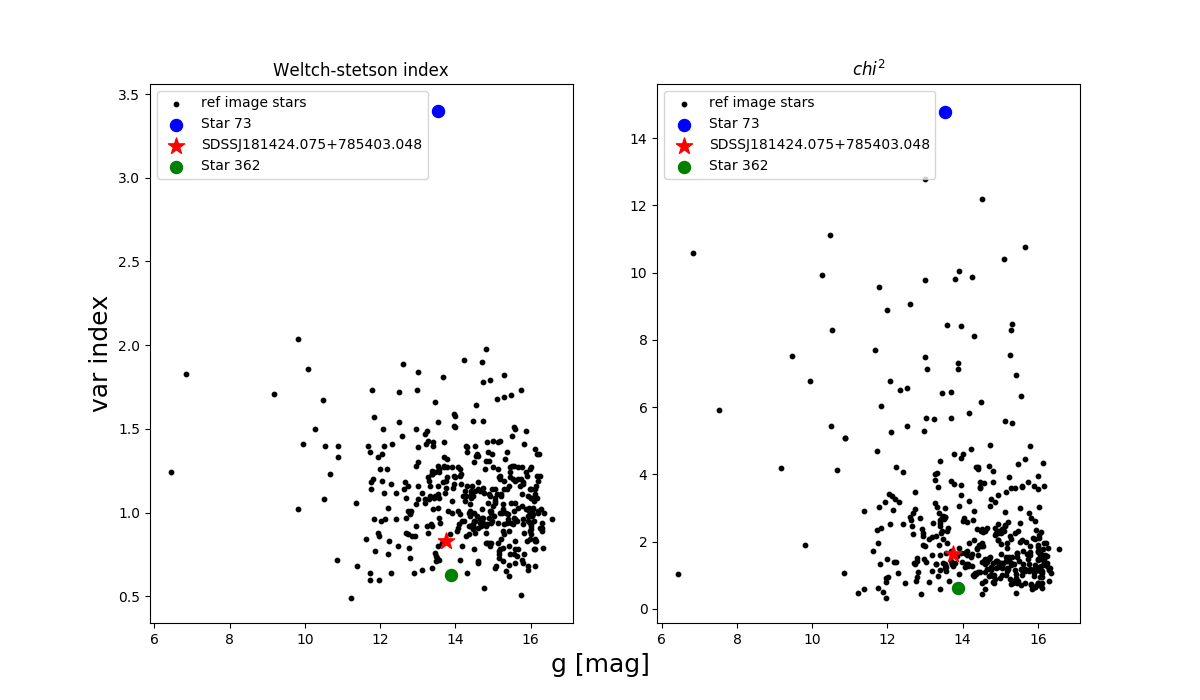 Weltch-stetson index
chi²
var index
3.5
3.0
2.5
2.0
1.5
1.0
0.5
ref image stars
Star 73
SDSSJ181424.075+785403.048
Star 362
6 8 10 12 14 16
14
12
10
8
6
4
2
0
ref image stars
Star 73
SDSSJ181424.075+785403.048
Star 362
6 8 10 12 14 16
g [mag]